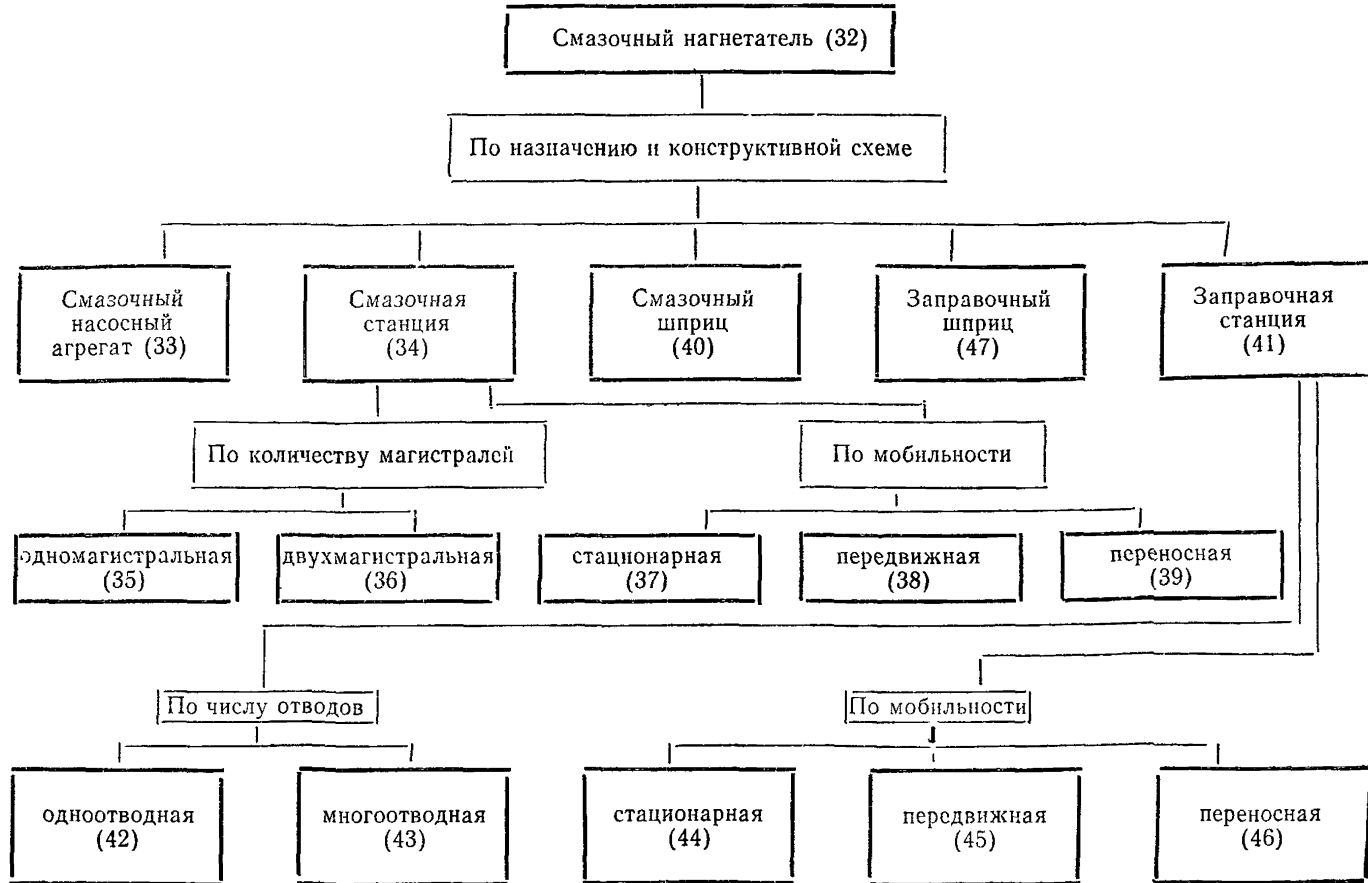 Смазочный нагнетатель (32)
По назначению и конструктивной схеме
Смазочный
насосный
агрегат (33)
Смазочная
станция
(34)
Смазочный
шприц
(40)
Заправочный
шприц
(47)
Заправочная
станция
(41)
По количеству магистралей
По мобильности
одномагистральная
(35)
двухмагистральная
(36)
стационарная
(37)
передвижная
(38)
переносная
(39)
По числу отводов
По мобильности
одноотводная
(42)
многоотводная
(43)
стационарная
(44)
передвижная
(45)
переносная
(46)